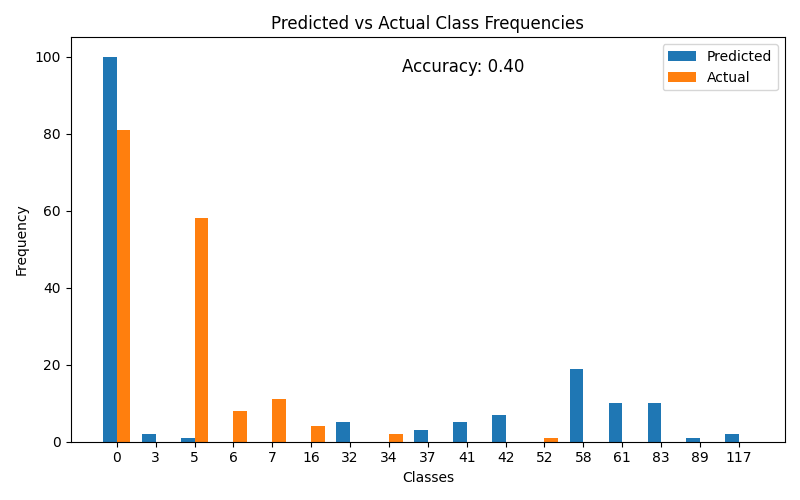 Predicted vs Actual Class Frequencies
Accuracy: 0.40
Predicted
Actual
Frequency
100
80
60
40
20
0
0 3 5 6 7 16 32 34 37 41 42 52 58 61 83 89 117
Classes